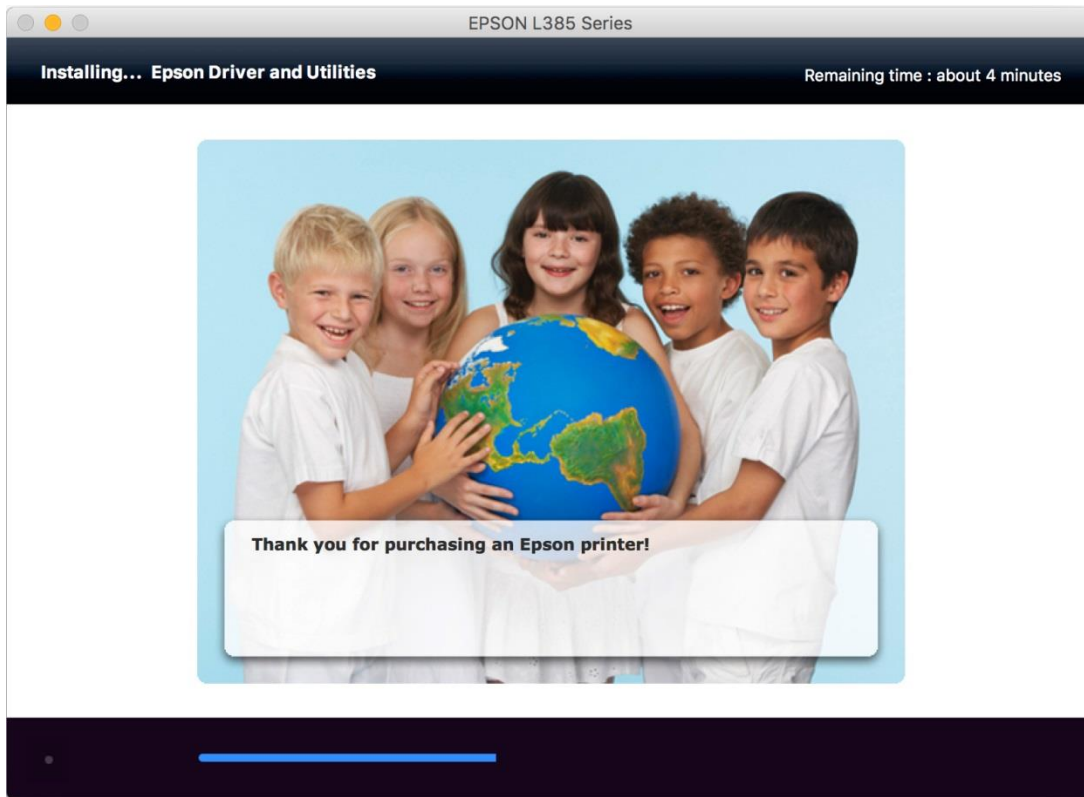 EPSON L385 Series
Installing... Epson Driver and Utilities
Remaining time : about 4 minutes
Thank you for purchasing an Epson printer!